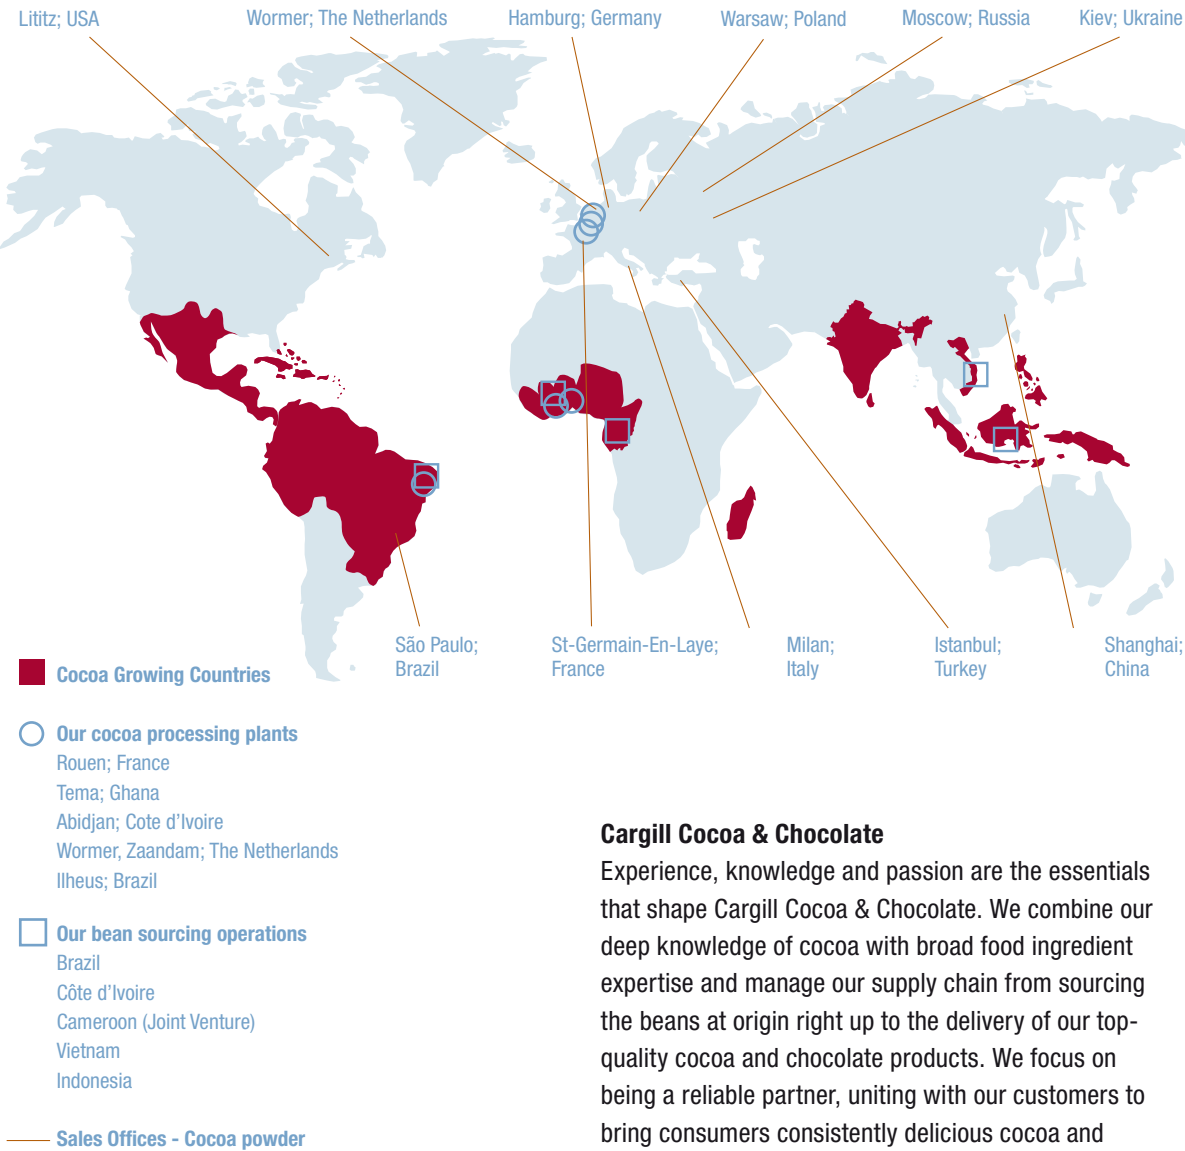 Lititz; USA
Wormer; The Netherlands
Hamburg; Germany
Warsaw; Poland
Moscow; Russia
Kiev; Ukraine
São Paulo;
Brazil
St-Germain-En-Laye;
France
Milan;
Italy
Istanbul;
Turkey
Shanghai;
China
Cocoa Growing Countries
Our cocoa processing plants
Rouen; France
Tema; Ghana
Abidjan; Cote d’Ivoire
Wormer, Zaandam; The Netherlands
Ilheus; Brazil
Our bean sourcing operations
Brazil
Côte d’Ivoire
Cameroon (Joint Venture)
Vietnam
Indonesia
Sales Offices - Cocoa powder
Cargill Cocoa & Chocolate
Experience, knowledge and passion are the essentials
that shape Cargill Cocoa & Chocolate. We combine our
deep knowledge of cocoa with broad food ingredient
expertise and manage our supply chain from sourcing
the beans at origin right up to the delivery of our top-
quality cocoa and chocolate products. We focus on
being a reliable partner, uniting with our customers to
bring consumers consistently delicious cocoa and